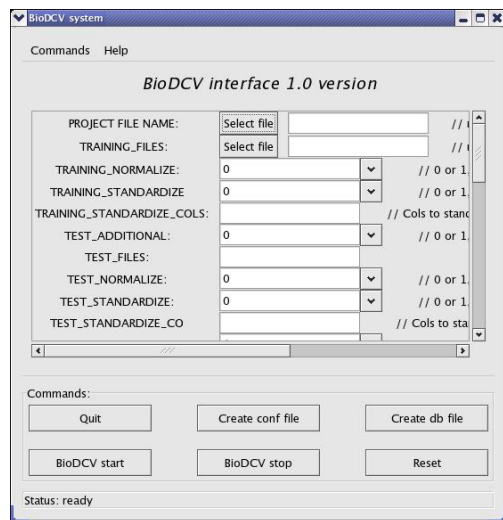 BioDCV system
Commands Help
BioDCV interface 1.0 version
PROJECT FILE NAME: Select file //
TRAINING_FILES: Select file //
TRAINING_NORMALIZE: 0 // 0 or 1,
TRAINING_STANDARDIZE 0 // 0 or 1,
TRAINING_STANDARDIZE_COLS: // Cols to stand
TEST_ADDITIONAL: 0 // 0 or 1,
TEST_FILES:
TEST_NORMALIZE: 0 // 0 or 1,
TEST_STANDARDIZE: 0 // 0 or 1,
TEST_STANDARDIZE_CO // Cols to sta
Commands:
Quit Create conf file Create db file
BioDCV start BioDCV stop Reset
Status: ready